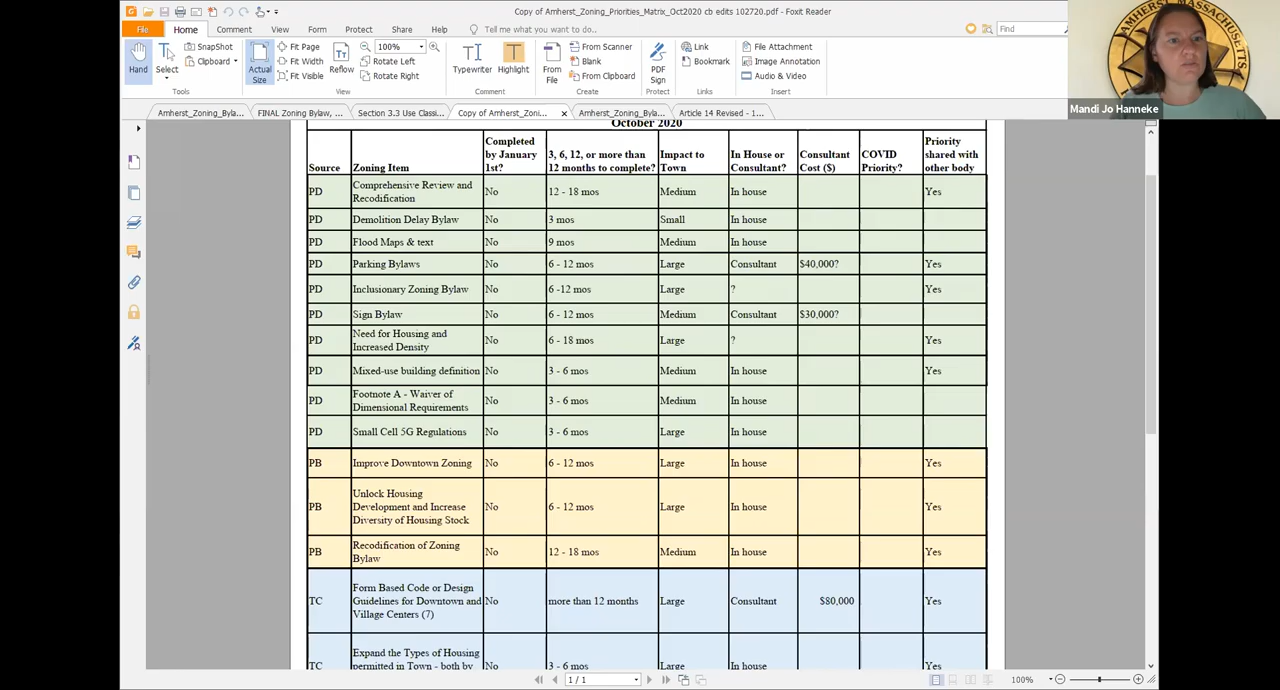 Copy of Amherst_Zoning_Priorities_Matrix_Oct2020 cb edits 102720.pdf - Foxit Reader
File Home Comment View Form Protect Share Help Tell me what you want to do... Find
Hand Select SnapShot Clipboard Actual Size Fit Page Fit Width Fit Visible Reflow 100% Rotate Left Rotate Right Typewriter Highlight From File From Scanner Blank From Clipboard PDF Sign Link Bookmark File Attachment Image Annotation Audio & Video
Tools View Comment Create Protect Links Insert
AMHERST, MASSACHUSETTS
Mandi Jo Hanneke
Amherst_Zoning_Byla... FINAL Zoning Bylaw, ... Section 3.3 Use Classi... Copy of Amherst_Zoni... Amherst_Zoning_Byla... Article 14 Revised - 1...
October 2020
Source Zoning Item Completed by January 1st? 3, 6, 12, or more than 12 months to complete? Impact to Town In House or Consultant? Consultant Cost ($) COVID Priority? Priority shared with other body
PD Comprehensive Review and Recodification No 12 - 18 mos Medium In house Yes
PD Demolition Delay Bylaw No 3 mos Small In house
PD Flood Maps & text No 9 mos Medium In house
PD Parking Bylaws No 6 - 12 mos Large Consultant $40,000? Yes
PD Inclusionary Zoning Bylaw No 6 -12 mos Large ? Yes
PD Sign Bylaw No 6 - 12 mos Medium Consultant $30,000?
PD Need for Housing and Increased Density No 6 - 18 mos Large ? Yes
PD Mixed-use building definition No 3 - 6 mos Medium In house Yes
PD Footnote A - Waiver of Dimensional Requirements No 3 - 6 mos Medium In house
PD Small Cell 5G Regulations No 3 - 6 mos Large In house
PB Improve Downtown Zoning No 6 - 12 mos Large In house Yes
PB Unlock Housing Development and Increase Diversity of Housing Stock No 6 - 12 mos Large In house Yes
PB Recodification of Zoning Bylaw No 12 - 18 mos Medium In house Yes
TC Form Based Code or Design Guidelines for Downtown and Village Centers (7) No more than 12 months Large Consultant $80,000 Yes
TC Expand the Types of Housing permitted in Town - both by No 3 - 6 mos Large In house Yes
1 / 1 100%